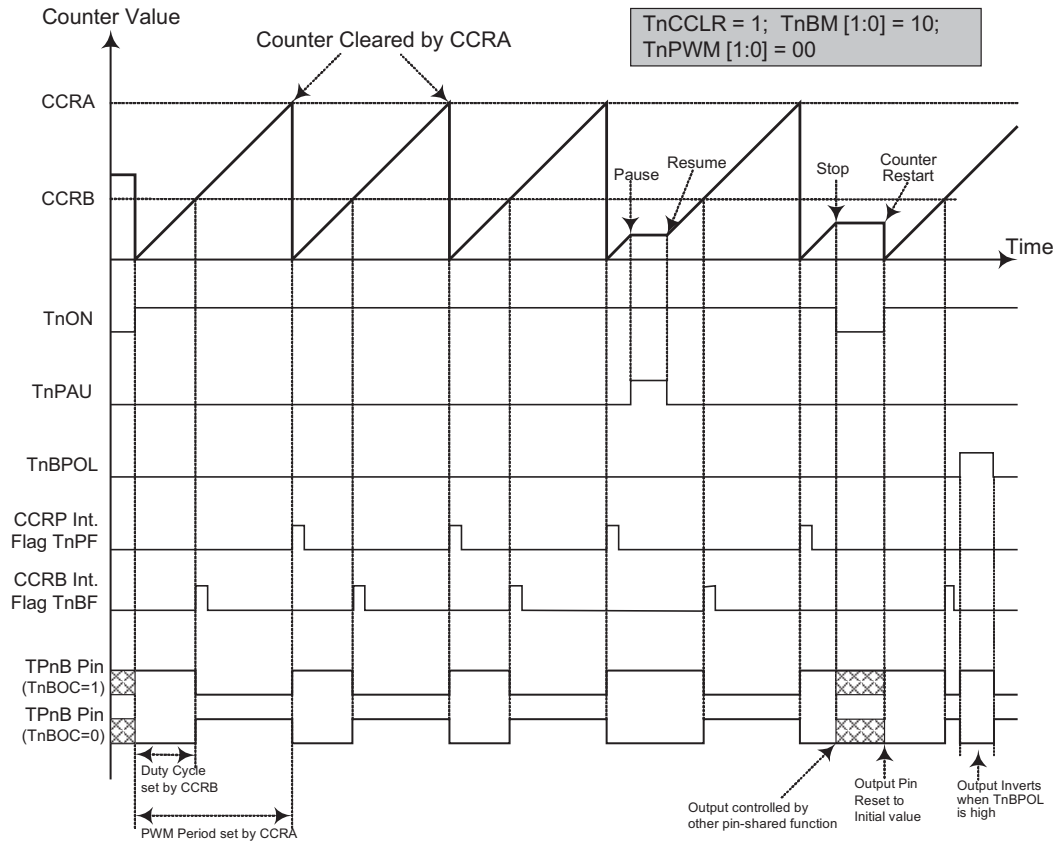 Counter Value
TnCCLR = 1; TnBM [1:0] = 10;
TnPWM [1:0] = 00
Counter Cleared by CCRA
CCRA
Pause
Resume
Stop
Counter
Restart
CCRB
Time
TnON
TnPAU
TnBPOL
CCRP Int.
Flag TnPF
CCRB Int.
Flag TnBF
TPnB Pin
(TnBOC=1)
TPnB Pin
(TnBOC=0)
Duty Cycle
set by CCRB
PWM Period set by CCRA
Output controlled by
other pin-shared function
Output Pin
Reset to
Initial value
Output Inverts
when TnBPOL
is high